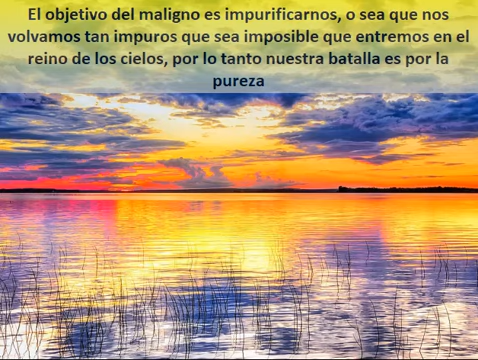 El objetivo del maligno es impurificarnos, o sea que nos
volvamos tan impuros que sea imposible que entremos en el
reino de los cielos, por lo tanto nuestra batalla es por la
pureza